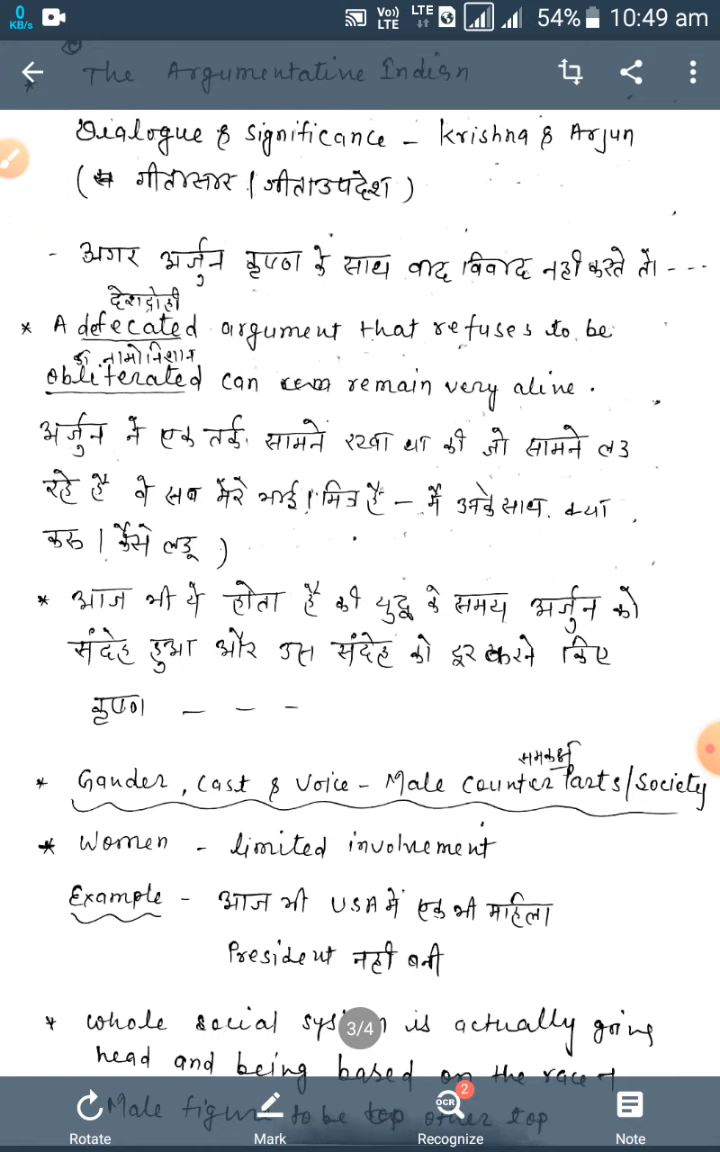 0
KB/s
Vo))
LTE
LTE
54%
10:49 am
* The Argumentative Indian
Dialogue & Significance - Krishna & Arjun
( गीतासार / गीताउपदेश )
- अगर अर्जुन कृष्ण के साथ वाद विवाद नही करते तो ---
देशद्रोही
* A defecated argument that refuses to be
का नामोनिशान
obliterated can remain very aline.
अर्जुन ने एक तर्क सामने रखा था की जो सामने लड
रहे है वे सब मेरे भाई / मित्र है - मैं उनके साथ क्या
करू / कैसे लडू )
* आज भी ये होता है की युद्ध के समय अर्जुन को
संदेह हुआ और उस संदेह को दूर करने किए
कृष्ण - - -
समकक्ष
* Gander, Cast & Voice - Male Counter Parts/Society
* Women - limited involvement
Example - आज भी USA में एक भी महिला
President नही बनी
* whole social is actually going
3/4
head and being based on the race of
Male figure to be top other top
OCR
2
Rotate
Mark
Recognize
Note